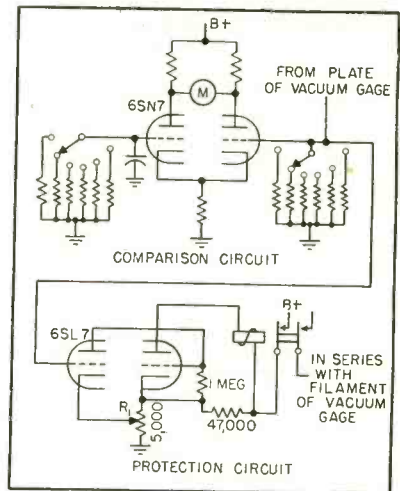 B+
FROM PLATE
OF VACUUM GAGE
6SN7
M
COMPARISON CIRCUIT
6SL7
B+
1 MEG
IN SERIES
WITH
FILAMENT
OF VACUUM
GAGE
R1
5,000
47,000
PROTECTION CIRCUIT